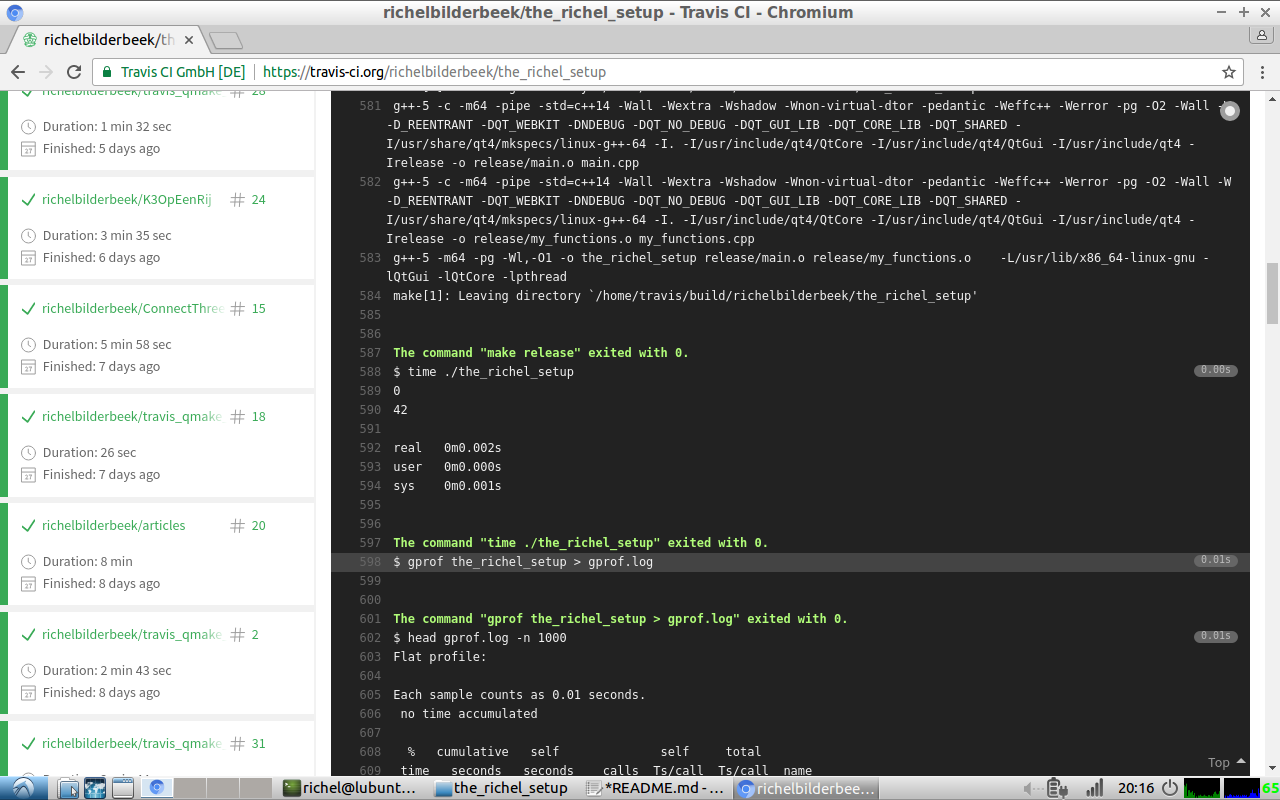 richelbilderbeek/the_richel_setup - Travis CI - Chromium
richelbilderbeek/th
Travis CI GmbH [DE] https://travis-ci.org/richelbilderbeek/the_richel_setup
richelbilderbeek/travis_qmake # 28
Duration: 1 min 32 sec
Finished: 5 days ago
richelbilderbeek/K3OpEenRij # 24
Duration: 3 min 35 sec
Finished: 6 days ago
richelbilderbeek/ConnectThree # 15
Duration: 5 min 58 sec
Finished: 7 days ago
richelbilderbeek/travis_qmake # 18
Duration: 26 sec
Finished: 7 days ago
richelbilderbeek/articles # 20
Duration: 8 min
Finished: 8 days ago
richelbilderbeek/travis_qmake # 2
Duration: 2 min 43 sec
Finished: 8 days ago
richelbilderbeek/travis_qmake # 31
581 g++-5 -c -m64 -pipe -std=c++14 -Wall -Wextra -Wshadow -Wnon-virtual-dtor -pedantic -Weffc++ -Werror -pg -O2 -Wall -W
-D_REENTRANT -DQT_WEBKIT -DNDEBUG -DQT_NO_DEBUG -DQT_GUI_LIB -DQT_CORE_LIB -DQT_SHARED -
I/usr/share/qt4/mkspecs/linux-g++-64 -I. -I/usr/include/qt4/QtCore -I/usr/include/qt4/QtGui -I/usr/include/qt4 -
Irelease -o release/main.o main.cpp
582 g++-5 -c -m64 -pipe -std=c++14 -Wall -Wextra -Wshadow -Wnon-virtual-dtor -pedantic -Weffc++ -Werror -pg -O2 -Wall -W
-D_REENTRANT -DQT_WEBKIT -DNDEBUG -DQT_NO_DEBUG -DQT_GUI_LIB -DQT_CORE_LIB -DQT_SHARED -
I/usr/share/qt4/mkspecs/linux-g++-64 -I. -I/usr/include/qt4/QtCore -I/usr/include/qt4/QtGui -I/usr/include/qt4 -
Irelease -o release/my_functions.o my_functions.cpp
583 g++-5 -m64 -pg -Wl,-O1 -o the_richel_setup release/main.o release/my_functions.o -L/usr/lib/x86_64-linux-gnu -
lQtGui -lQtCore -lpthread
584 make[1]: Leaving directory `/home/travis/build/richelbilderbeek/the_richel_setup'
585
586
587 The command "make release" exited with 0.
588 $ time ./the_richel_setup 0.00s
589 0
590 42
591
592 real 0m0.002s
593 user 0m0.000s
594 sys 0m0.001s
595
596
597 The command "time ./the_richel_setup" exited with 0.
598 $ gprof the_richel_setup > gprof.log 0.01s
599
600
601 The command "gprof the_richel_setup > gprof.log" exited with 0.
602 $ head gprof.log -n 1000 0.01s
603 Flat profile:
604
605 Each sample counts as 0.01 seconds.
606 no time accumulated
607
608 % cumulative self self total
609 time seconds seconds calls Ts/call Ts/call name
Top
richel@lubunt... the_richel_setup *README.md - ... richelbilderbee... 20:16 65